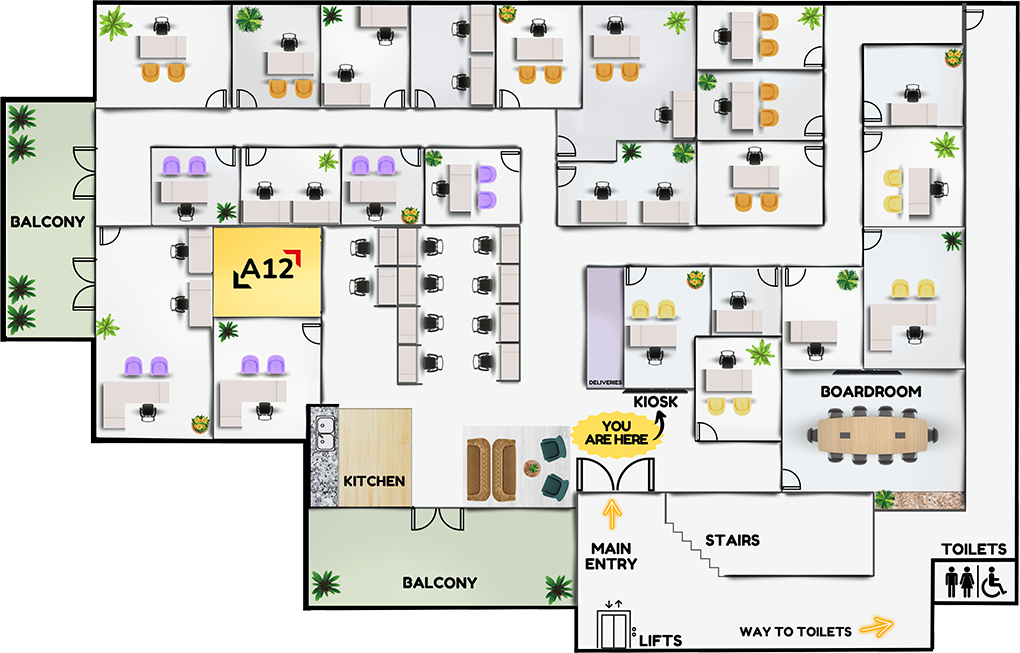 A12
BALCONY
DELIVERIES
KIOSK
YOU
ARE HERE
BOARDROOM
KITCHEN
MAIN
ENTRY
STAIRS
TOILETS
BALCONY
WAY TO TOILETS
LIFTS